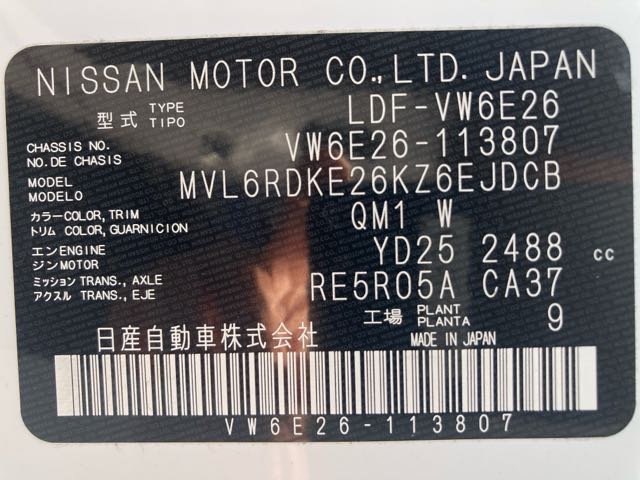 NISSAN MOTOR CO.,LTD. JAPAN
型式 TYPE TIPO LDF-VW6E26
CHASSIS NO. NO.DE CHASIS VW6E26-113807
MODEL MODELO MVL6RDKE26KZ6EJDCB
カラー COLOR,TRIM トリム COLOR,GUARNICION QM1 W
エンジン ENGINE MOTOR YD25 2488 cc
ミッション TRANS., AXLE アクスル TRANS., EJE RE5R05A CA37
工場 PLANT PLANTA 9
日産自動車株式会社 MADE IN JAPAN
VW6E26-113807